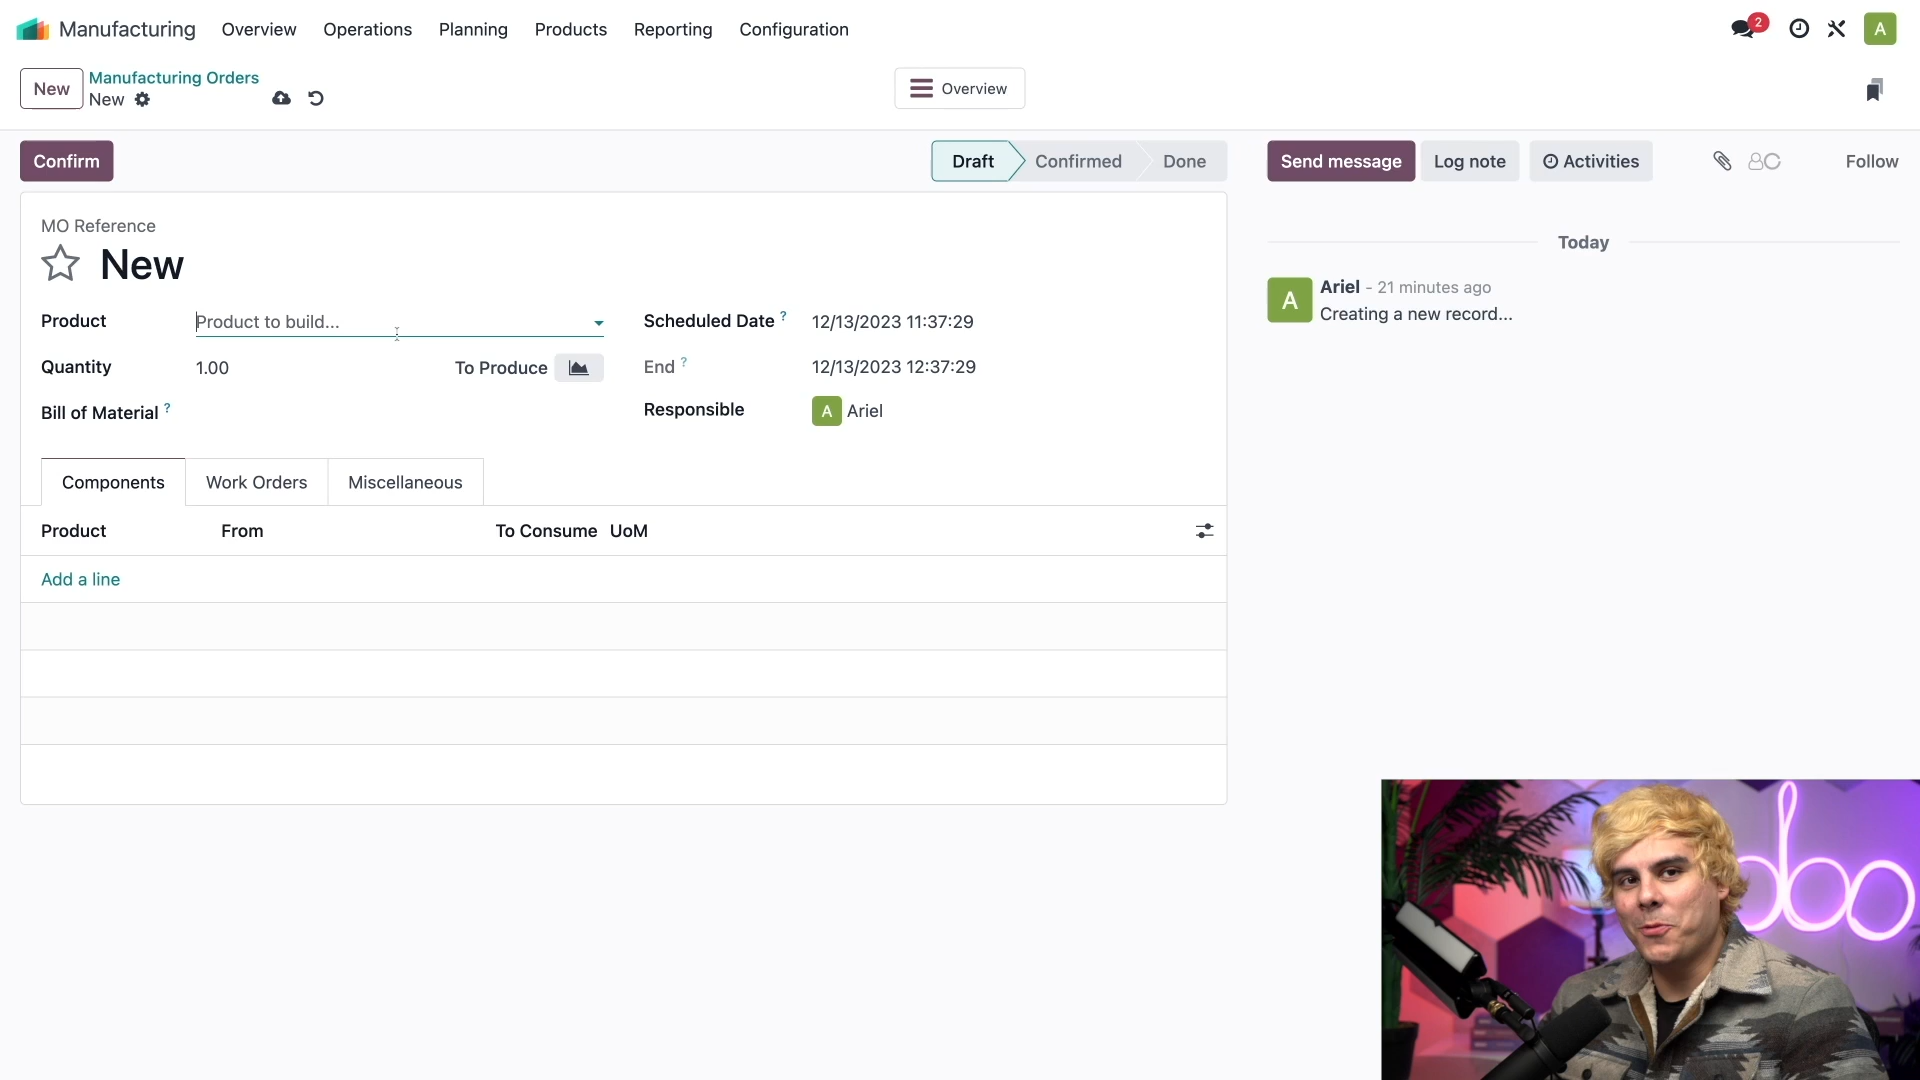 Manufacturing Overview Operations Planning Products Reporting Configuration 2 A
New Manufacturing Orders
New
Overview
Confirm Draft Confirmed Done Send message Log note Activities Follow
MO Reference
New
Today
Ariel - 21 minutes ago
A
Creating a new record...
Product Product to build... Scheduled Date ? 12/13/2023 11:37:29
Quantity 1.00 To Produce End ? 12/13/2023 12:37:29
Bill of Material ? Responsible A Ariel
Components Work Orders Miscellaneous
Product From To Consume UoM
Add a line